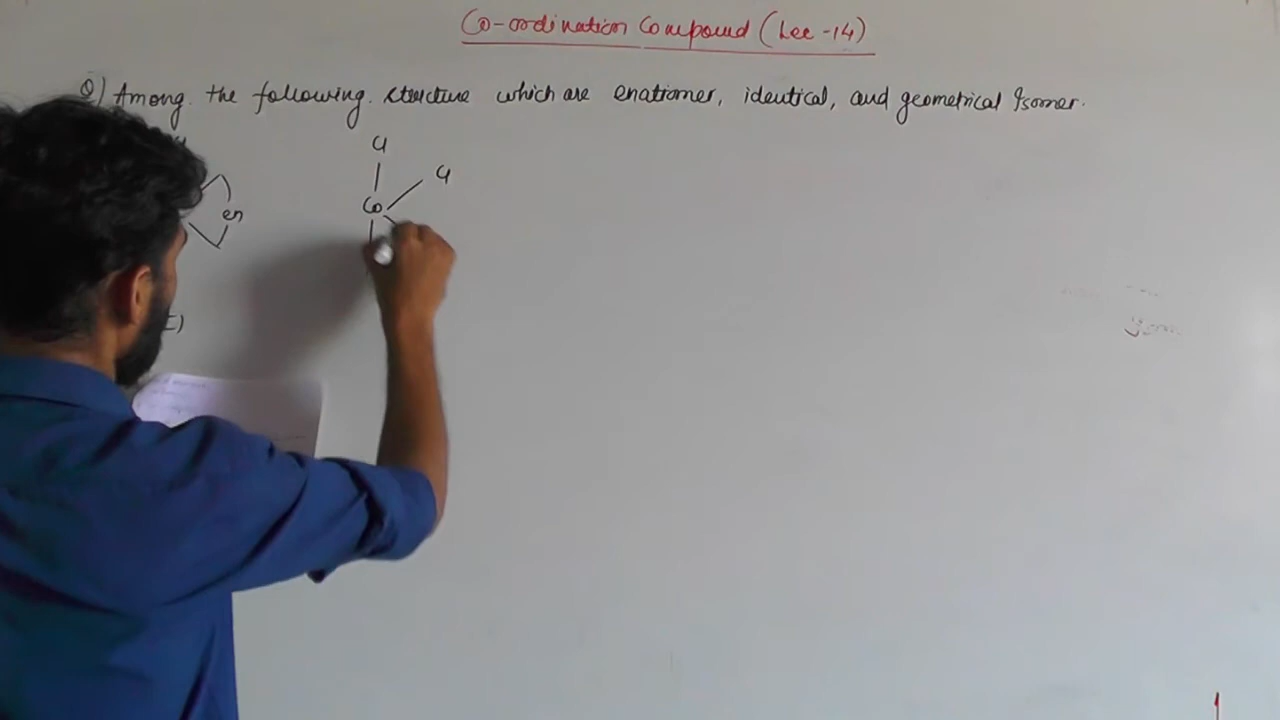 Co-ordination Compound (Lec-14)
Q) Among the following structure which are enationer, identical, and geometrical Isomer.
Cl
Cl
Co
en